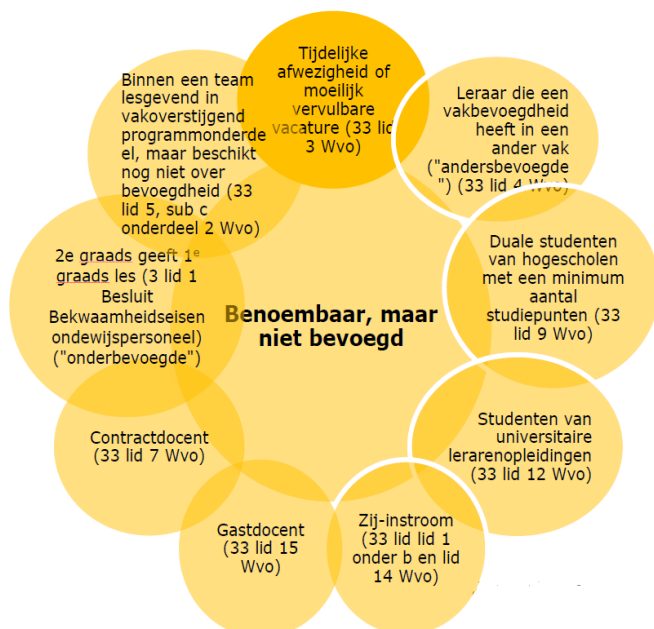 Tijdelijke
afwezigheid of
moeilijk
vervulbare
vacature (33 lid
3 Wvo)
Leraar die een
vakbevoegdheid
heeft in een
ander vak
("andersbevoegde
") (33 lid 4 Wvo)
Duale studenten
van hogescholen
met een minimum
aantal
studiepunten (33
lid 9 Wvo)
Studenten van
universitaire
lerarenopleidingen
(33 lid 12 Wvo)
Zij-instroom
(33 lid lid 1
onder b en lid
14 Wvo)
Gastdocent
(33 lid 15
Wvo)
Contractdocent
(33 lid 7 Wvo)
2e graads geeft 1e
graads les (3 lid 1
Besluit
Bekwaamheidseisen
ondewijspersoneel)
("onderbevoegde")
Binnen een team
lesgevend in
vakoverstijgend
programmonderde
el, maar beschikt
nog niet over
bevoegdheid (33
lid 5, sub c
onderdeel 2 Wvo)
Benoembaar, maar
niet bevoegd